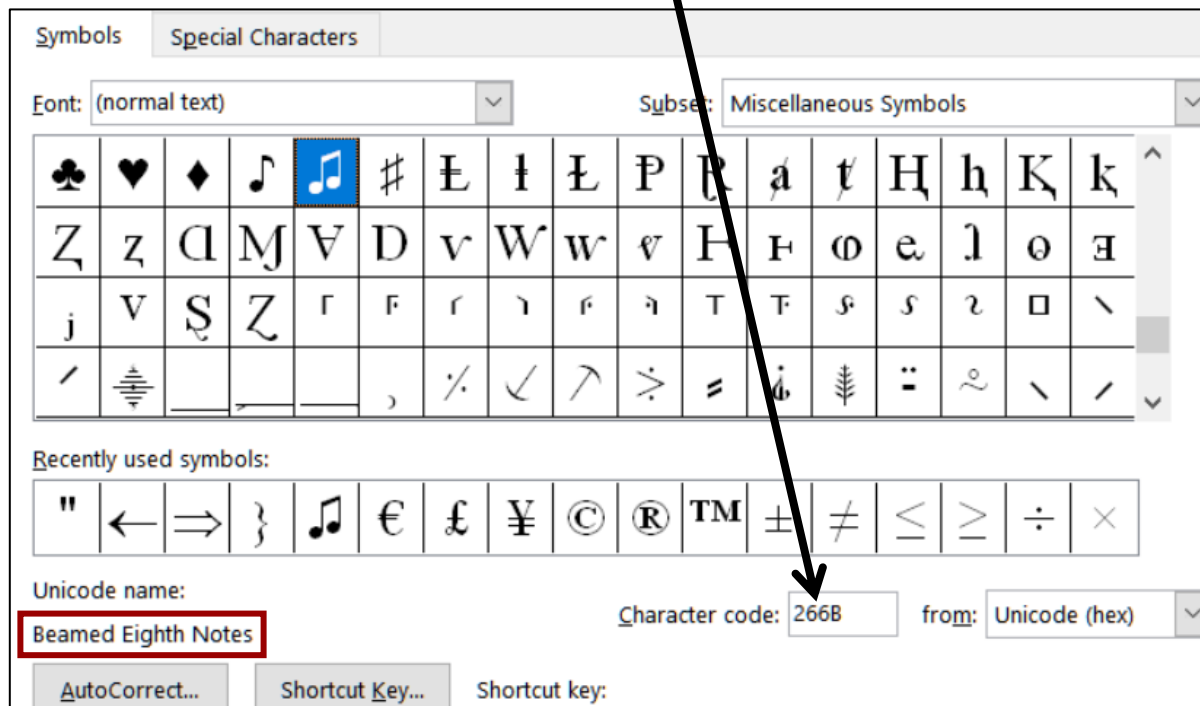 Symbols Special Characters
Font: (normal text) Subset: Miscellaneous Symbols
♣ ♥ ♦ ♪ ♫ ♯ Ⱡ ⱡ Ɫ Ᵽ Ɽ ⱥ ⱦ Ⱨ ⱨ Ⱪ ⱪ
Ⱬ ⱬ Ɑ Ɱ Ɐ Ɒ ⱱ Ⱳ ⱳ ⱴ Ⱶ ⱶ ⱷ ⱸ ⱹ ⱺ ⱻ
ⱼ ⱽ Ȿ Ɀ
Recently used symbols:
" ← ⇒ } ♫ € £ ¥ © ® ™ ± ≠ ≤ ≥ ÷ ×
Unicode name:
Character code: 266B from: Unicode (hex)
Beamed Eighth Notes
AutoCorrect... Shortcut Key... Shortcut key: